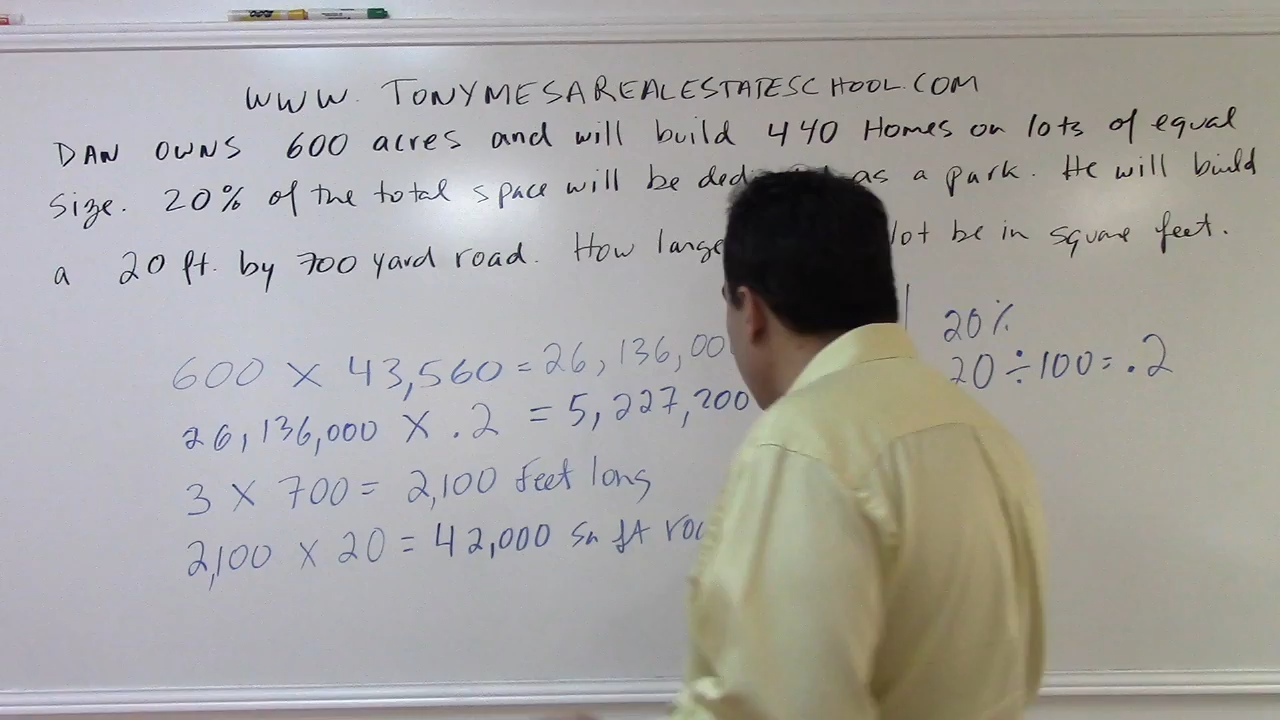 WWW. TONYMESAREALESTATESCHOOL.COM
DAN OWNS 600 acres and will build 440 Homes on lots of equal
size. 20% of the total space will be as a park. He will build
a 20 ft. by 700 yard road. How large lot be in square feet.
20%
600 X 43,560 = 26,136,00
20 ÷ 100 = .2
26,136,000 X .2 = 5,227,200
3 X 700 = 2,100 feet long
2,100 X 20 = 42,000 sq ft